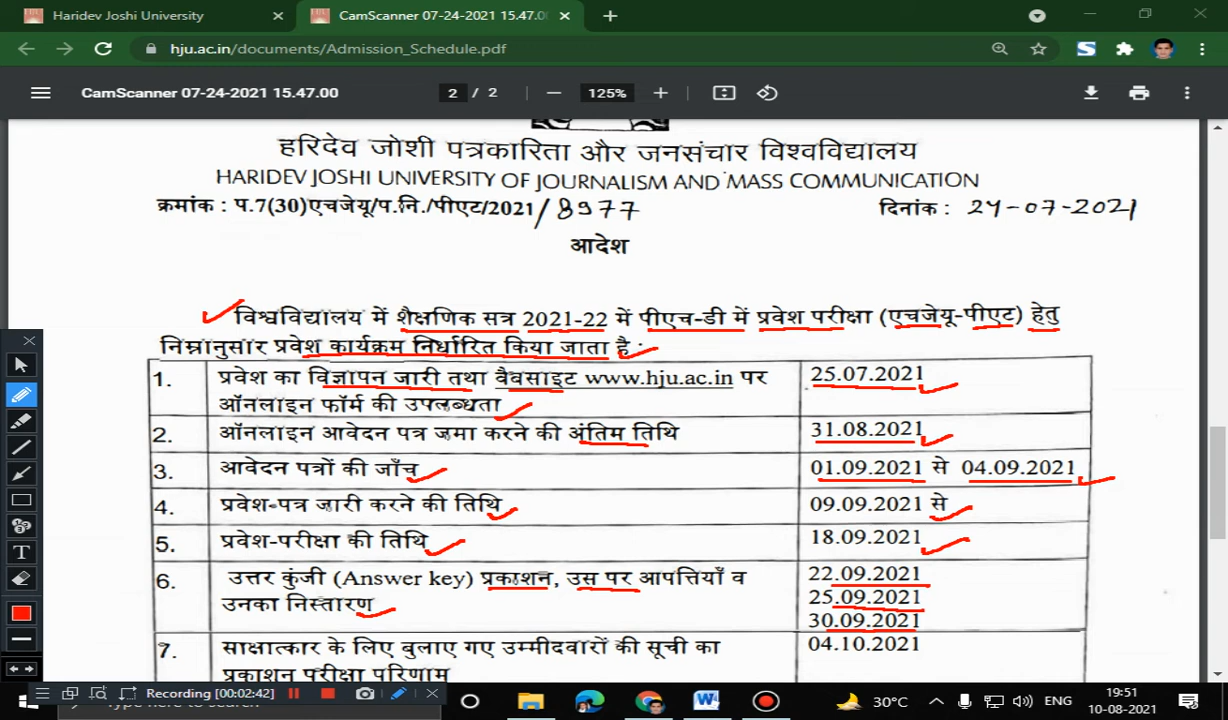 Haridev Joshi University
CamScanner 07-24-2021 15.47.00
hju.ac.in/documents/Admission_Schedule.pdf
CamScanner 07-24-2021 15.47.00
2 / 2
125%
हरिदेव जोशी पत्रकारिता और जनसंचार विश्वविद्यालय
HARIDEV JOSHI UNIVERSITY OF JOURNALISM AND MASS COMMUNICATION
क्रमांक : प.7(30)एचजेयू/प.नि./पीएट/2021/8977
दिनांक : 24-07-2021
आदेश
विश्वविद्यालय में शैक्षणिक सत्र 2021-22 में पीएच-डी में प्रवेश परीक्षा (एचजेयू-पीएट) हेतु
निम्नानुसार प्रवेश कार्यक्रम निर्धारित किया जाता है :
1. प्रवेश का विज्ञापन जारी तथा वैबसाइट www.hju.ac.in पर 25.07.2021
ऑनलाइन फॉर्म की उपलब्धता
2. ऑनलाइन आवेदन पत्र जमा करने की अंतिम तिथि 31.08.2021
3. आवेदन पत्रों की जाँच 01.09.2021 से 04.09.2021
4. प्रवेश-पत्र जारी करने की तिथि 09.09.2021 से
5. प्रवेश-परीक्षा की तिथि 18.09.2021
6. उत्तर कुंजी (Answer key) प्रकाशन, उस पर आपत्तियाँ व 22.09.2021
उनका निस्तारण 25.09.2021
30.09.2021
7. साक्षात्कार के लिए बुलाए गए उम्मीदवारों की सूची का 04.10.2021
प्रकाशन परीक्षा परिणाम
Recording [00:02:42]
30°C
ENG
19:51
10-08-2021